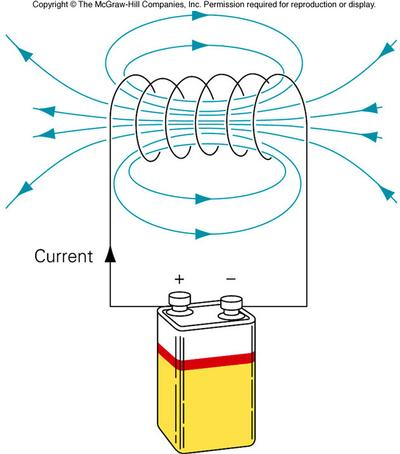 Copyright © The McGraw-Hill Companies, Inc. Permission required for reproduction or display.
Current
+ −